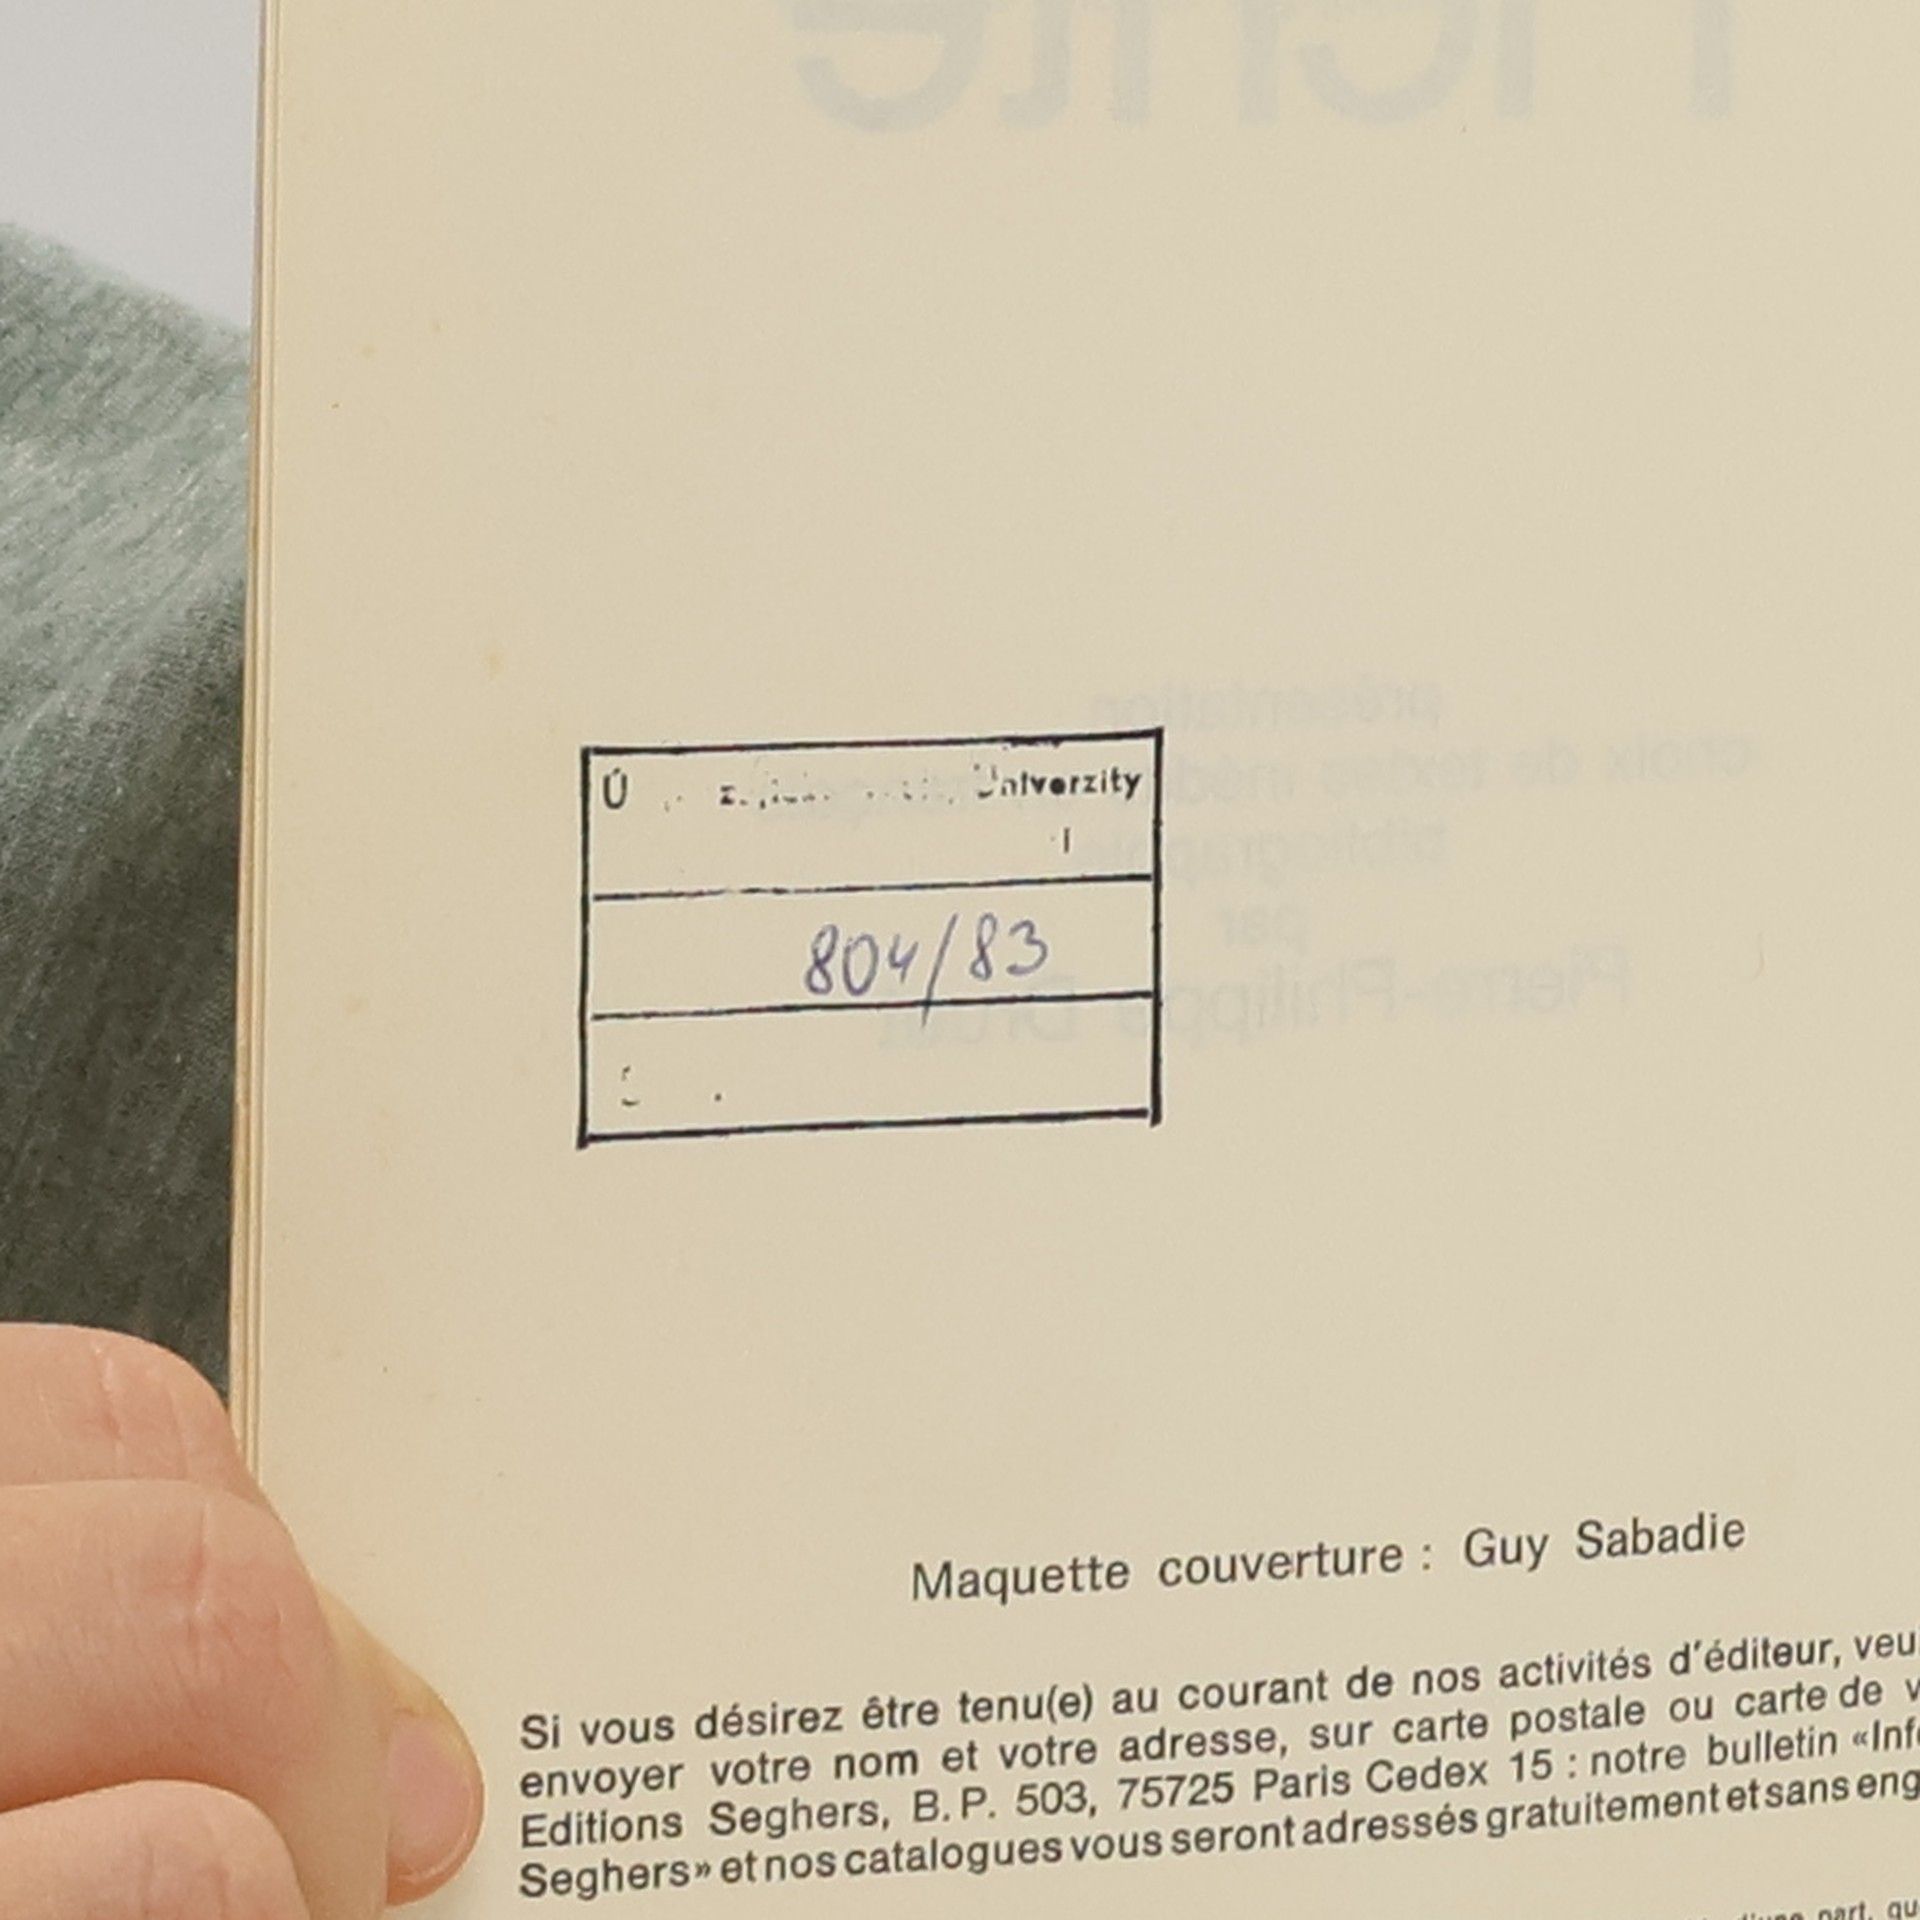 Univerzity
804/83
Maquette couverture : Guy Sabadie
Si vous désirez être tenu(e) au courant de nos activités d'éditeur,
envoyer votre nom et votre adresse, sur carte postale ou carte de
Editions Seghers, B.P. 503, 75725 Paris Cedex 15 : notre bulletin
Seghers» et nos catalogues vous seront adressés gratuitement et sans
part,